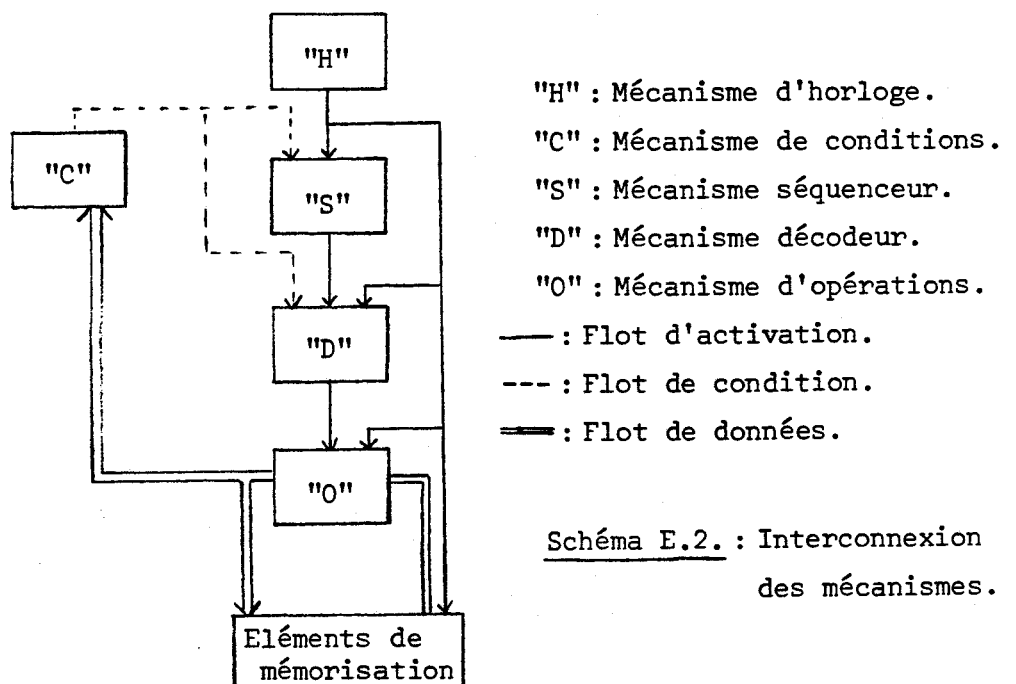 "H"
"C"
"S"
"D"
"O"
Eléments de
mémorisation
"H" : Mécanisme d'horloge.
"C" : Mécanisme de conditions.
"S" : Mécanisme séquenceur.
"D" : Mécanisme décodeur.
"O" : Mécanisme d'opérations.
: Flot d'activation.
--- : Flot de condition.
: Flot de données.
Schéma E.2. : Interconnexion
des mécanismes.